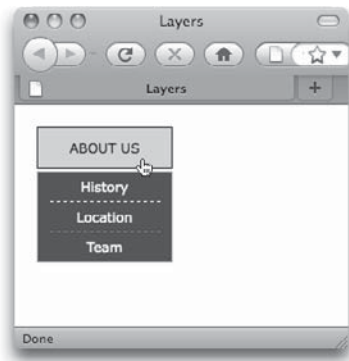 Layers
Layers
ABOUT US
History
Location
Team
Done